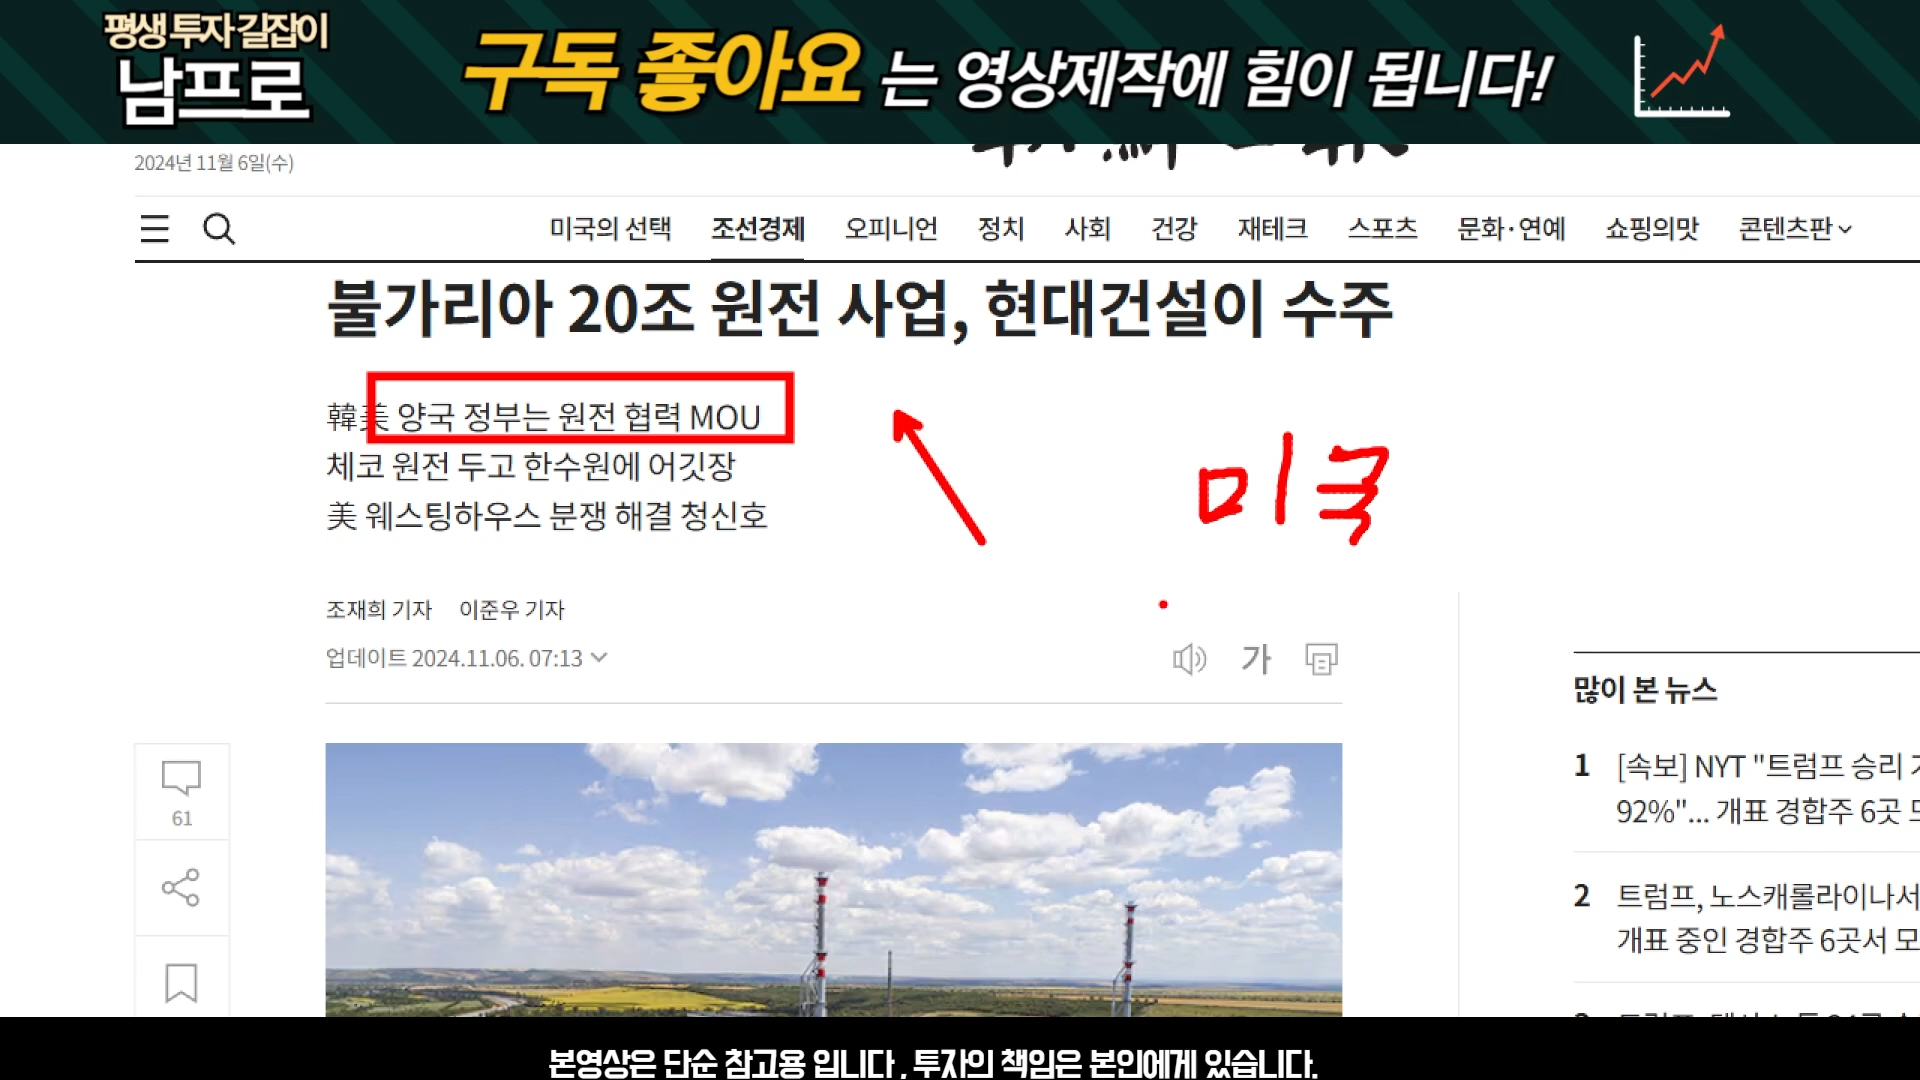 평생 투자 길잡이
남프로
구독 좋아요 는 영상제작에 힘이 됩니다!
2024년 11월 6일(수)
미국의 선택 조선경제 오피니언 정치 사회 건강 재테크 스포츠 문화·연예 쇼핑의맛 콘텐츠판
불가리아 20조 원전 사업, 현대건설이 수주
韓美 양국 정부는 원전 협력 MOU
체코 원전 두고 한수원에 어깃장
美 웨스팅하우스 분쟁 해결 청신호
미국
조재희 기자 이준우 기자
업데이트 2024.11.06. 07:13
가
61
많이 본 뉴스
1 [속보] NYT "트럼프 승리
92%"... 개표 경합주 6곳
2 트럼프, 노스캐롤라이나서
개표 중인 경합주 6곳서
본영상은 단순 참고용 입니다, 투자의 책임은 본인에게 있습니다.